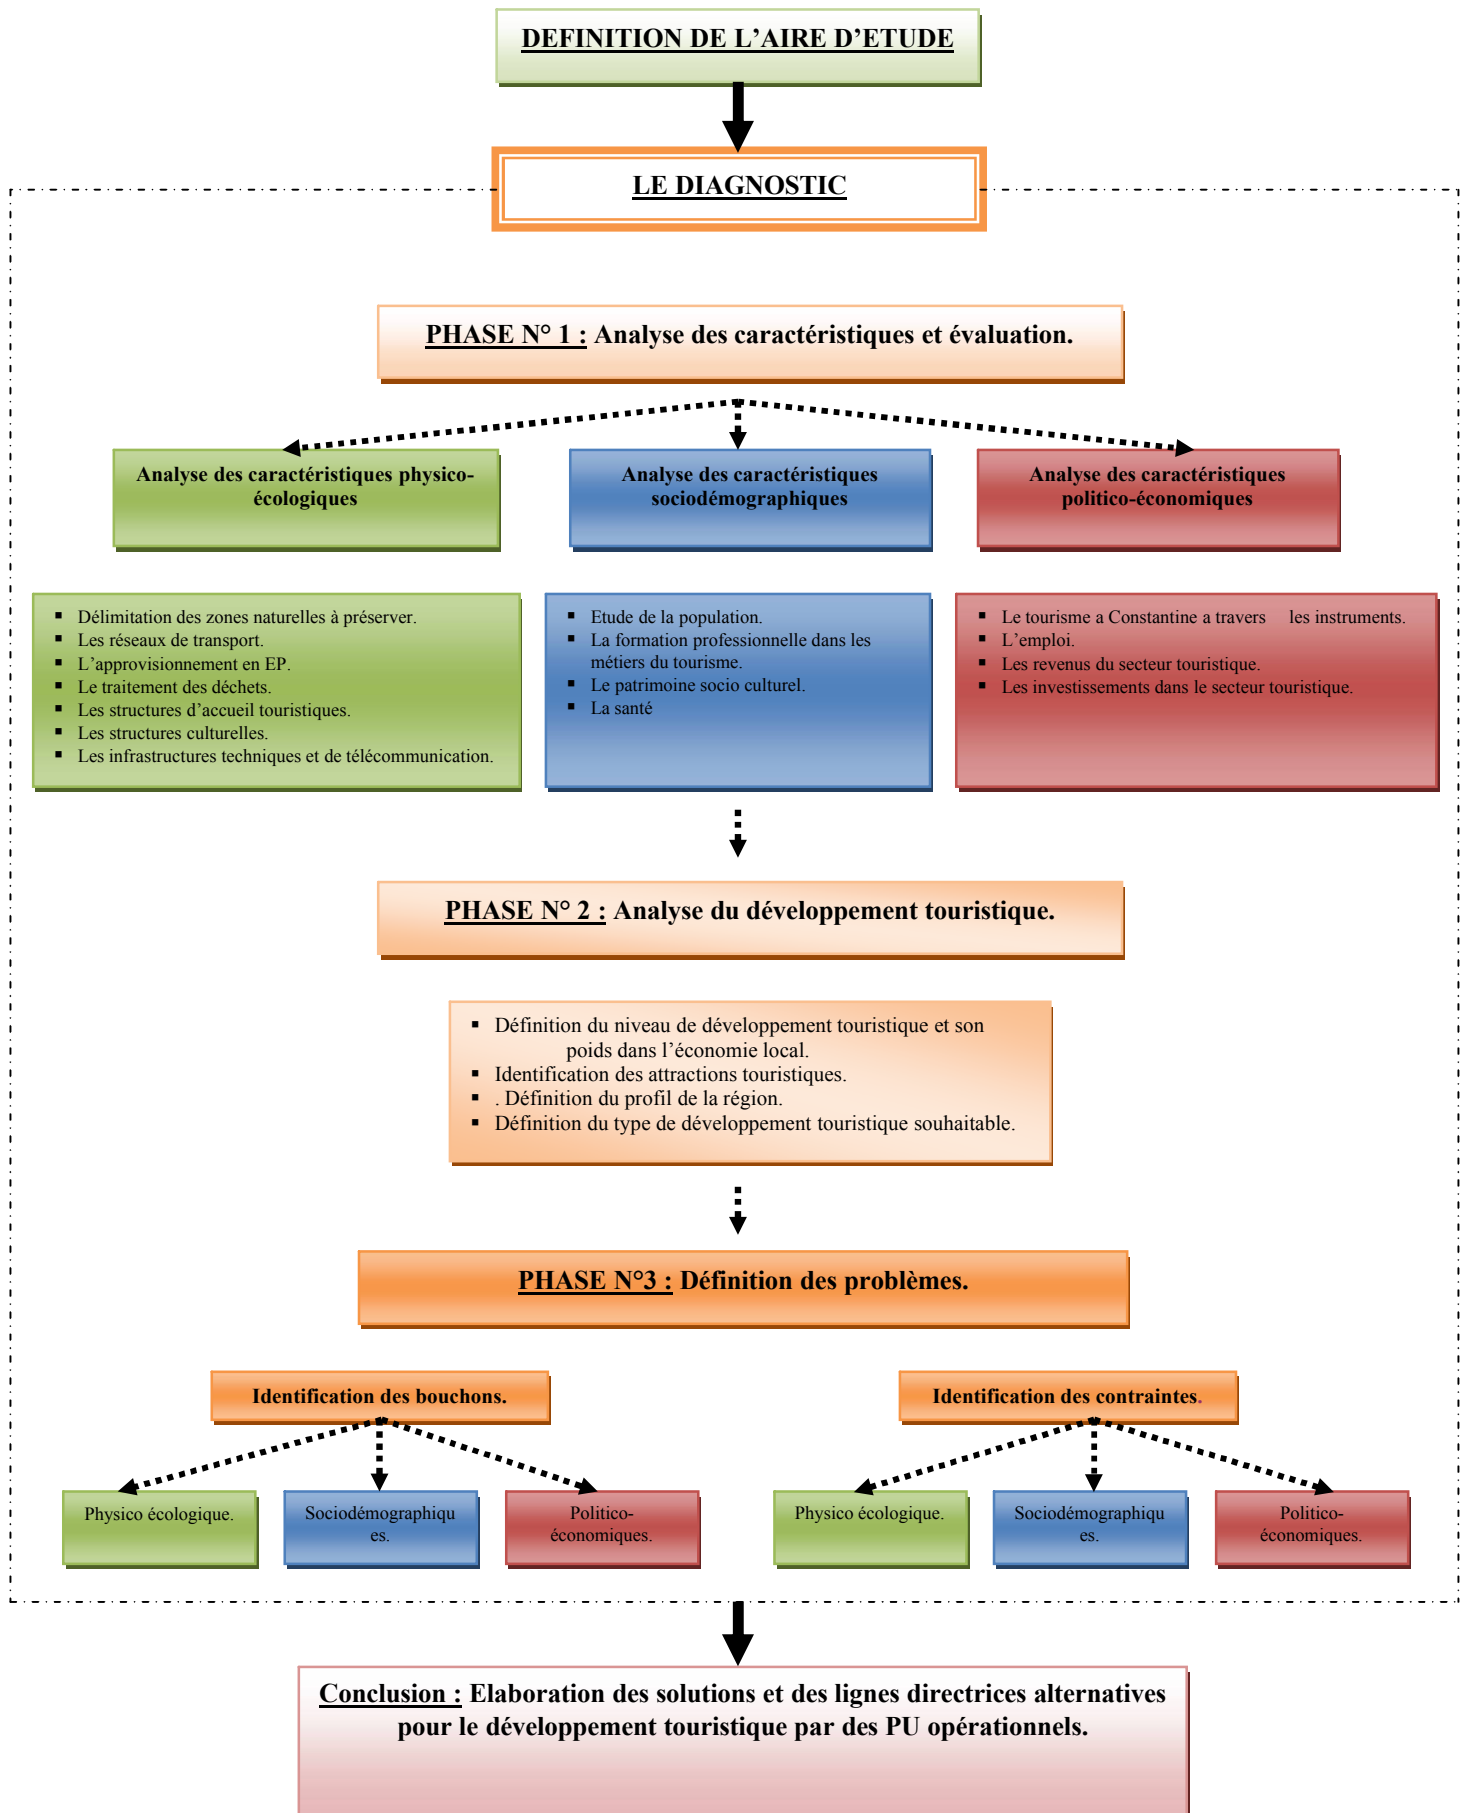 DEFINITION DE L’AIRE D’ETUDE
LE DIAGNOSTIC
PHASE N° 1 : Analyse des caractéristiques et évaluation.
Analyse des caractéristiques physico-
écologiques
Analyse des caractéristiques
sociodémographiques
Analyse des caractéristiques
politico-économiques
▪ Délimitation des zones naturelles à préserver.
▪ Les réseaux de transport.
▪ L’approvisionnement en EP.
▪ Le traitement des déchets.
▪ Les structures d’accueil touristiques.
▪ Les structures culturelles.
▪ Les infrastructures techniques et de télécommunication.
▪ Etude de la population.
▪ La formation professionnelle dans les
métiers du tourisme.
▪ Le patrimoine socio culturel.
▪ La santé
▪ Le tourisme a Constantine a travers les instruments.
▪ L’emploi.
▪ Les revenus du secteur touristique.
▪ Les investissements dans le secteur touristique.
PHASE N° 2 : Analyse du développement touristique.
▪ Définition du niveau de développement touristique et son
poids dans l’économie local.
▪ Identification des attractions touristiques.
▪ . Définition du profil de la région.
▪ Définition du type de développement touristique souhaitable.
PHASE N°3 : Définition des problèmes.
Identification des bouchons.
Identification des contraintes.
Physico écologique.
Sociodémographiqu
es.
Politico-
économiques.
Physico écologique.
Sociodémographiqu
es.
Politico-
économiques.
Conclusion : Elaboration des solutions et des lignes directrices alternatives
pour le développement touristique par des PU opérationnels.